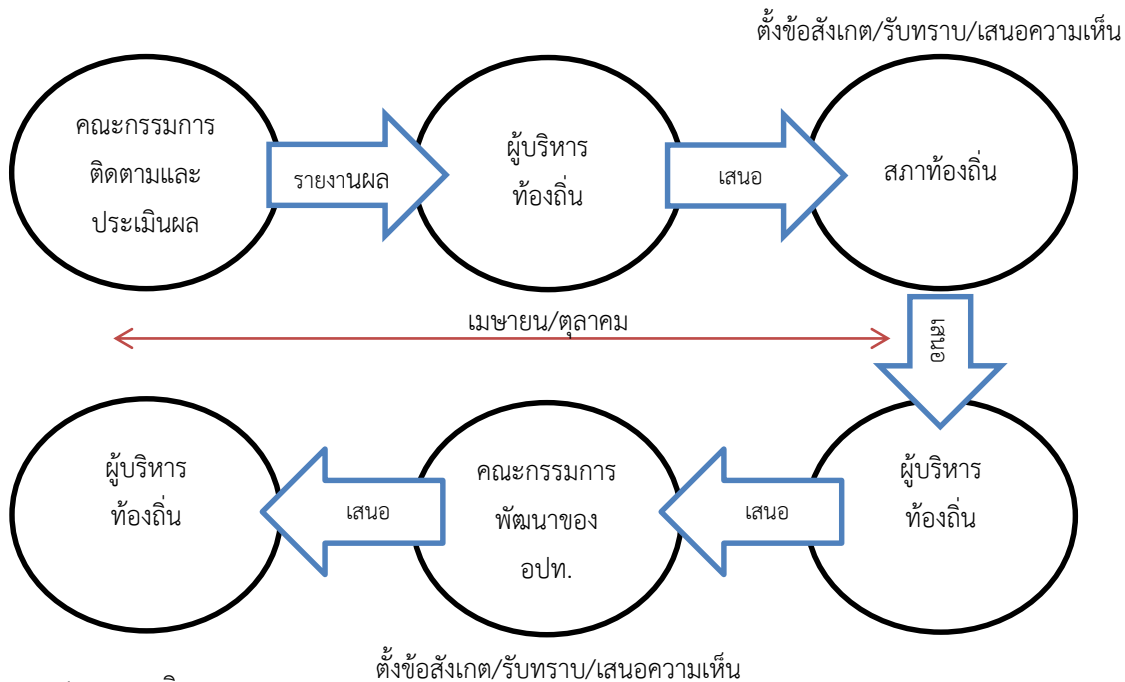 ตั้งข้อสังเกต/รับทราบ/เสนอความเห็น
คณะกรรมการ
ติดตามและ
ประเมินผล
รายงานผล
ผู้บริหาร
ท้องถิ่น
เสนอ
สภาท้องถิ่น
เมษายน/ตุลาคม
เสนอ
ผู้บริหาร
ท้องถิ่น
เสนอ
คณะกรรมการ
พัฒนาของ
อปท.
เสนอ
ผู้บริหาร
ท้องถิ่น
ตั้งข้อสังเกต/รับทราบ/เสนอความเห็น